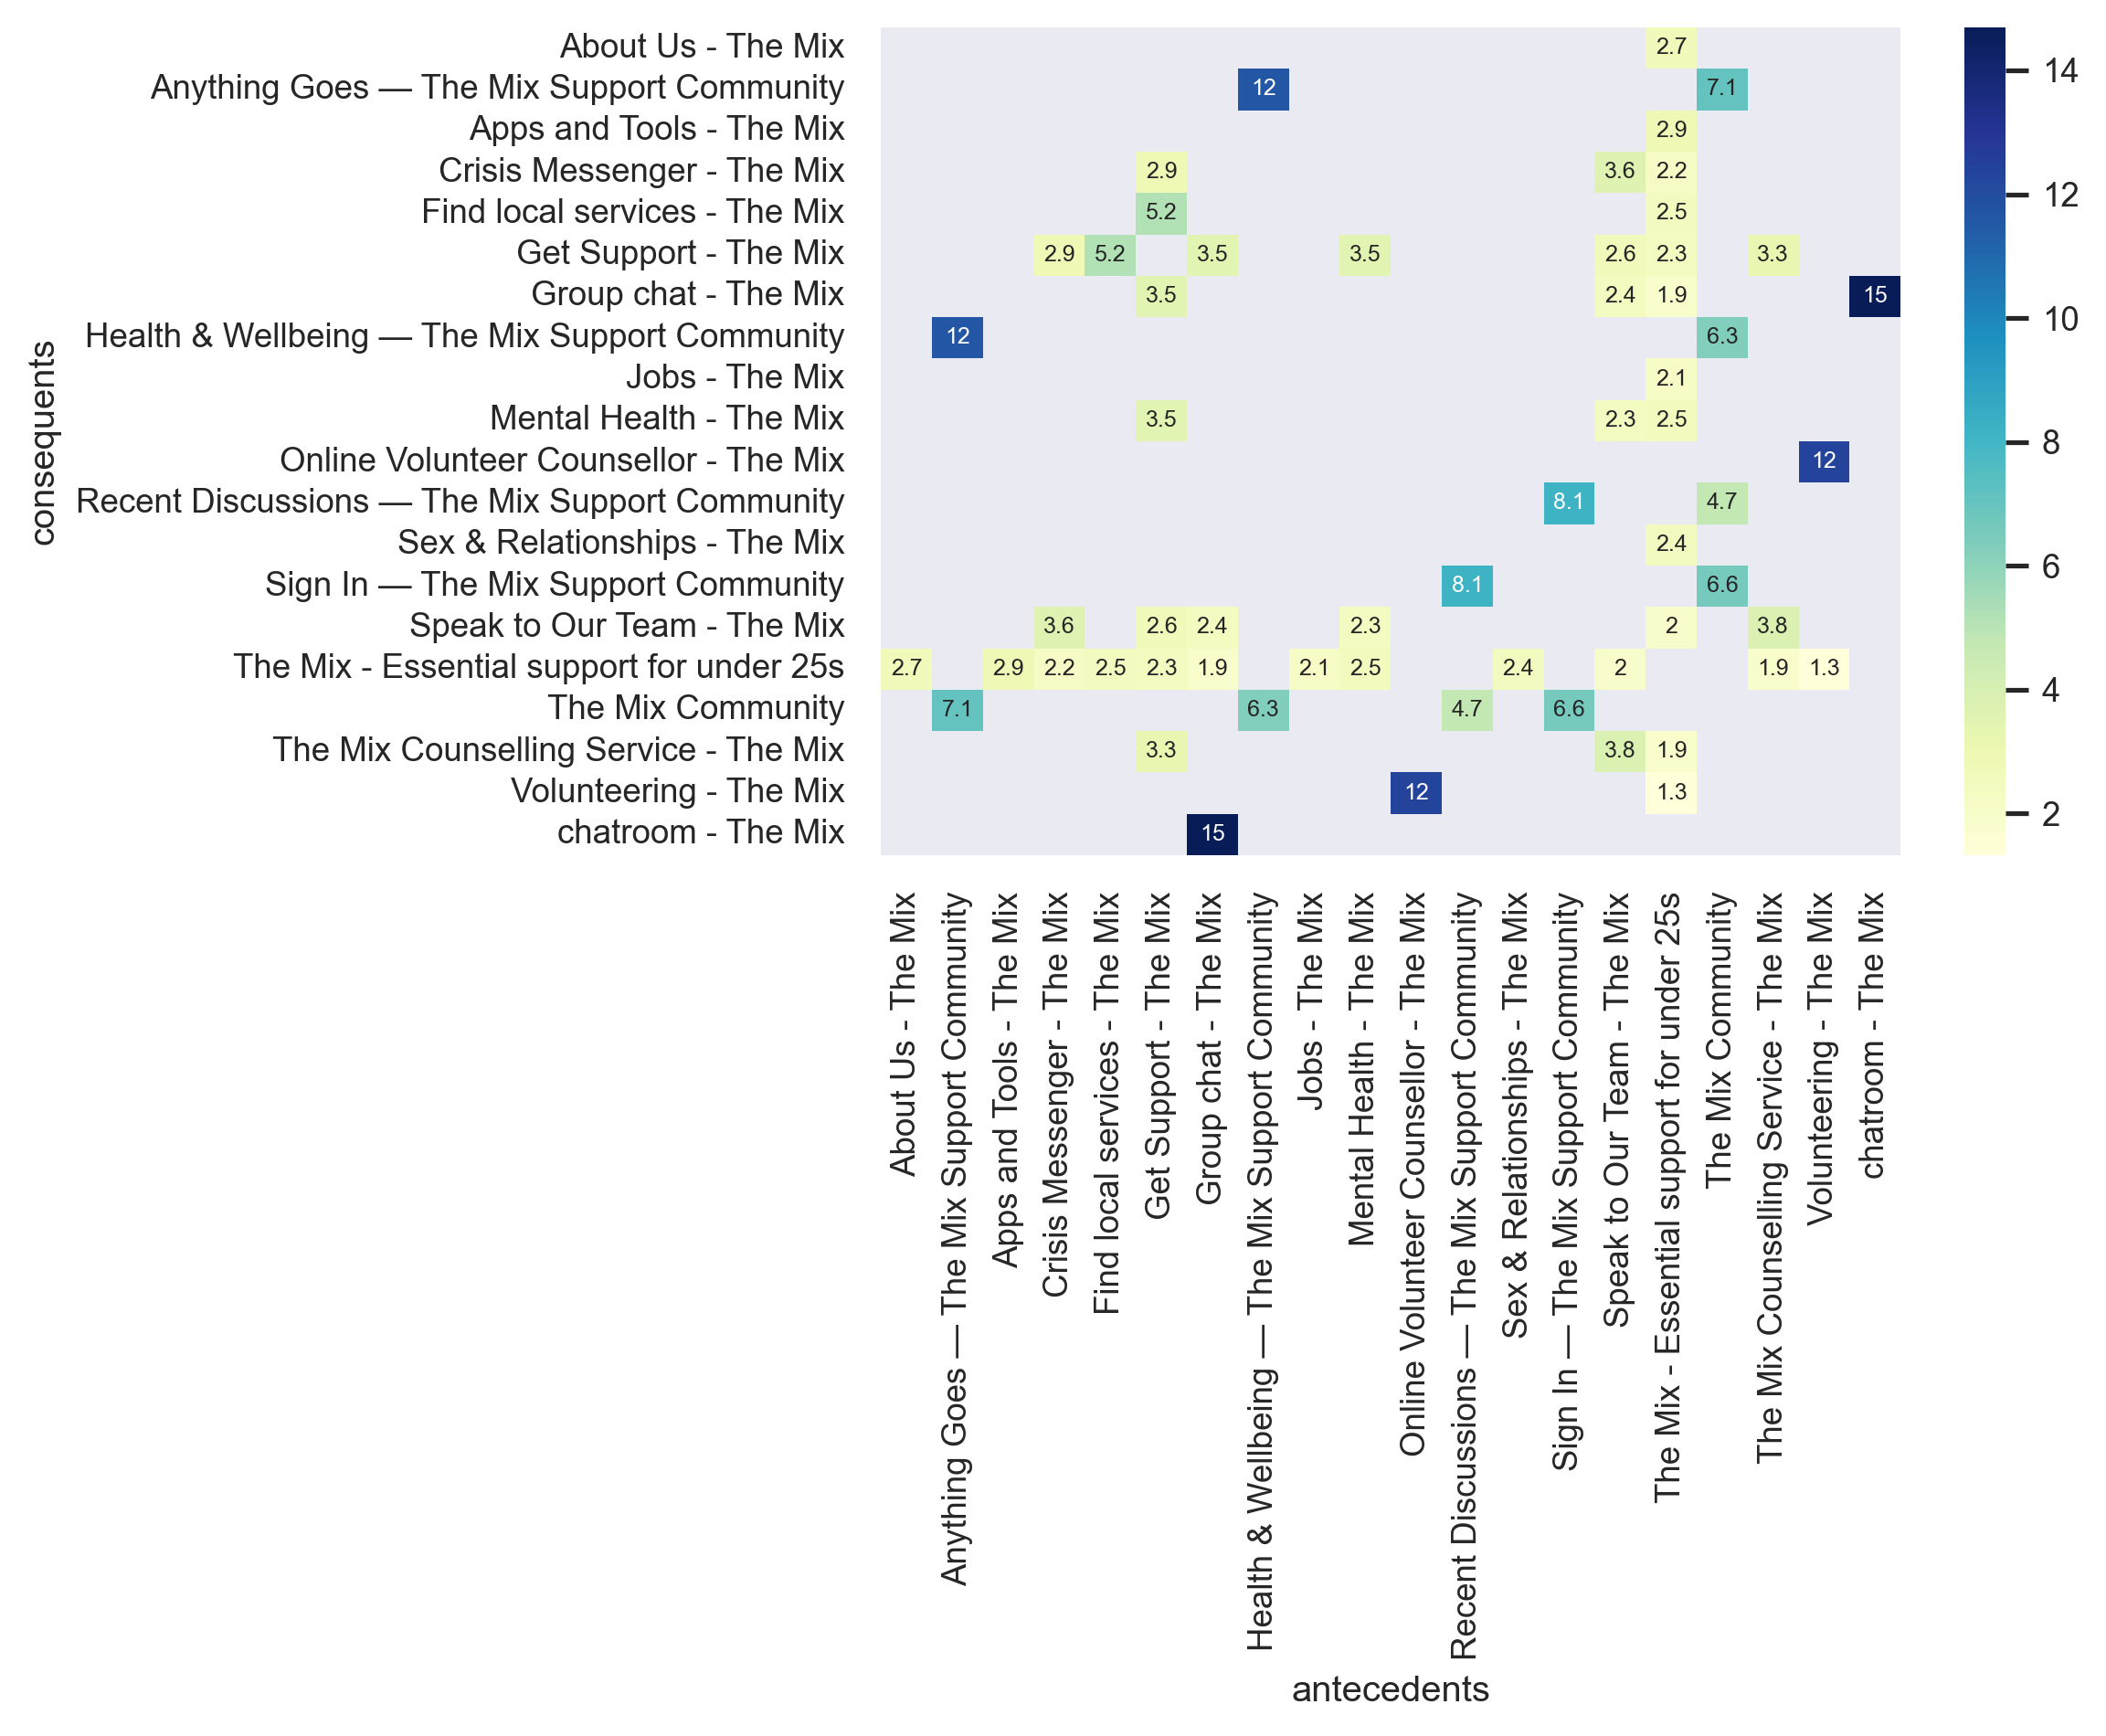 About Us - The Mix 2.7
Anything Goes — The Mix Support Community 12 7.1
Apps and Tools - The Mix 2.9
Crisis Messenger - The Mix 2.9 3.6 2.2
Find local services - The Mix 5.2 2.5
Get Support - The Mix 2.9 5.2 3.5 3.5 2.6 2.3 3.3
Group chat - The Mix 3.5 2.4 1.9 15
Health & Wellbeing — The Mix Support Community 12 6.3
Jobs - The Mix 2.1
Mental Health - The Mix 3.5 2.3 2.5
Online Volunteer Counsellor - The Mix 12
Recent Discussions — The Mix Support Community 8.1 4.7
Sex & Relationships - The Mix 2.4
Sign In — The Mix Support Community 8.1 6.6
Speak to Our Team - The Mix 3.6 2.6 2.4 2.3 2 3.8
The Mix - Essential support for under 25s 2.7 2.9 2.2 2.5 2.3 1.9 2.1 2.5 2.4 2 1.9 1.3
The Mix Community 7.1 6.3 4.7 6.6
The Mix Counselling Service - The Mix 3.3 3.8 1.9
Volunteering - The Mix 12 1.3
chatroom - The Mix 15
consequents
14
12
10
8
6
4
2
About Us - The Mix
Anything Goes — The Mix Support Community
Apps and Tools - The Mix
Crisis Messenger - The Mix
Find local services - The Mix
Get Support - The Mix
Group chat - The Mix
Health & Wellbeing — The Mix Support Community
Jobs - The Mix
Mental Health - The Mix
Online Volunteer Counsellor - The Mix
Recent Discussions — The Mix Support Community
Sex & Relationships - The Mix
Sign In — The Mix Support Community
Speak to Our Team - The Mix
The Mix - Essential support for under 25s
The Mix Community
The Mix Counselling Service - The Mix
Volunteering - The Mix
chatroom - The Mix
antecedents